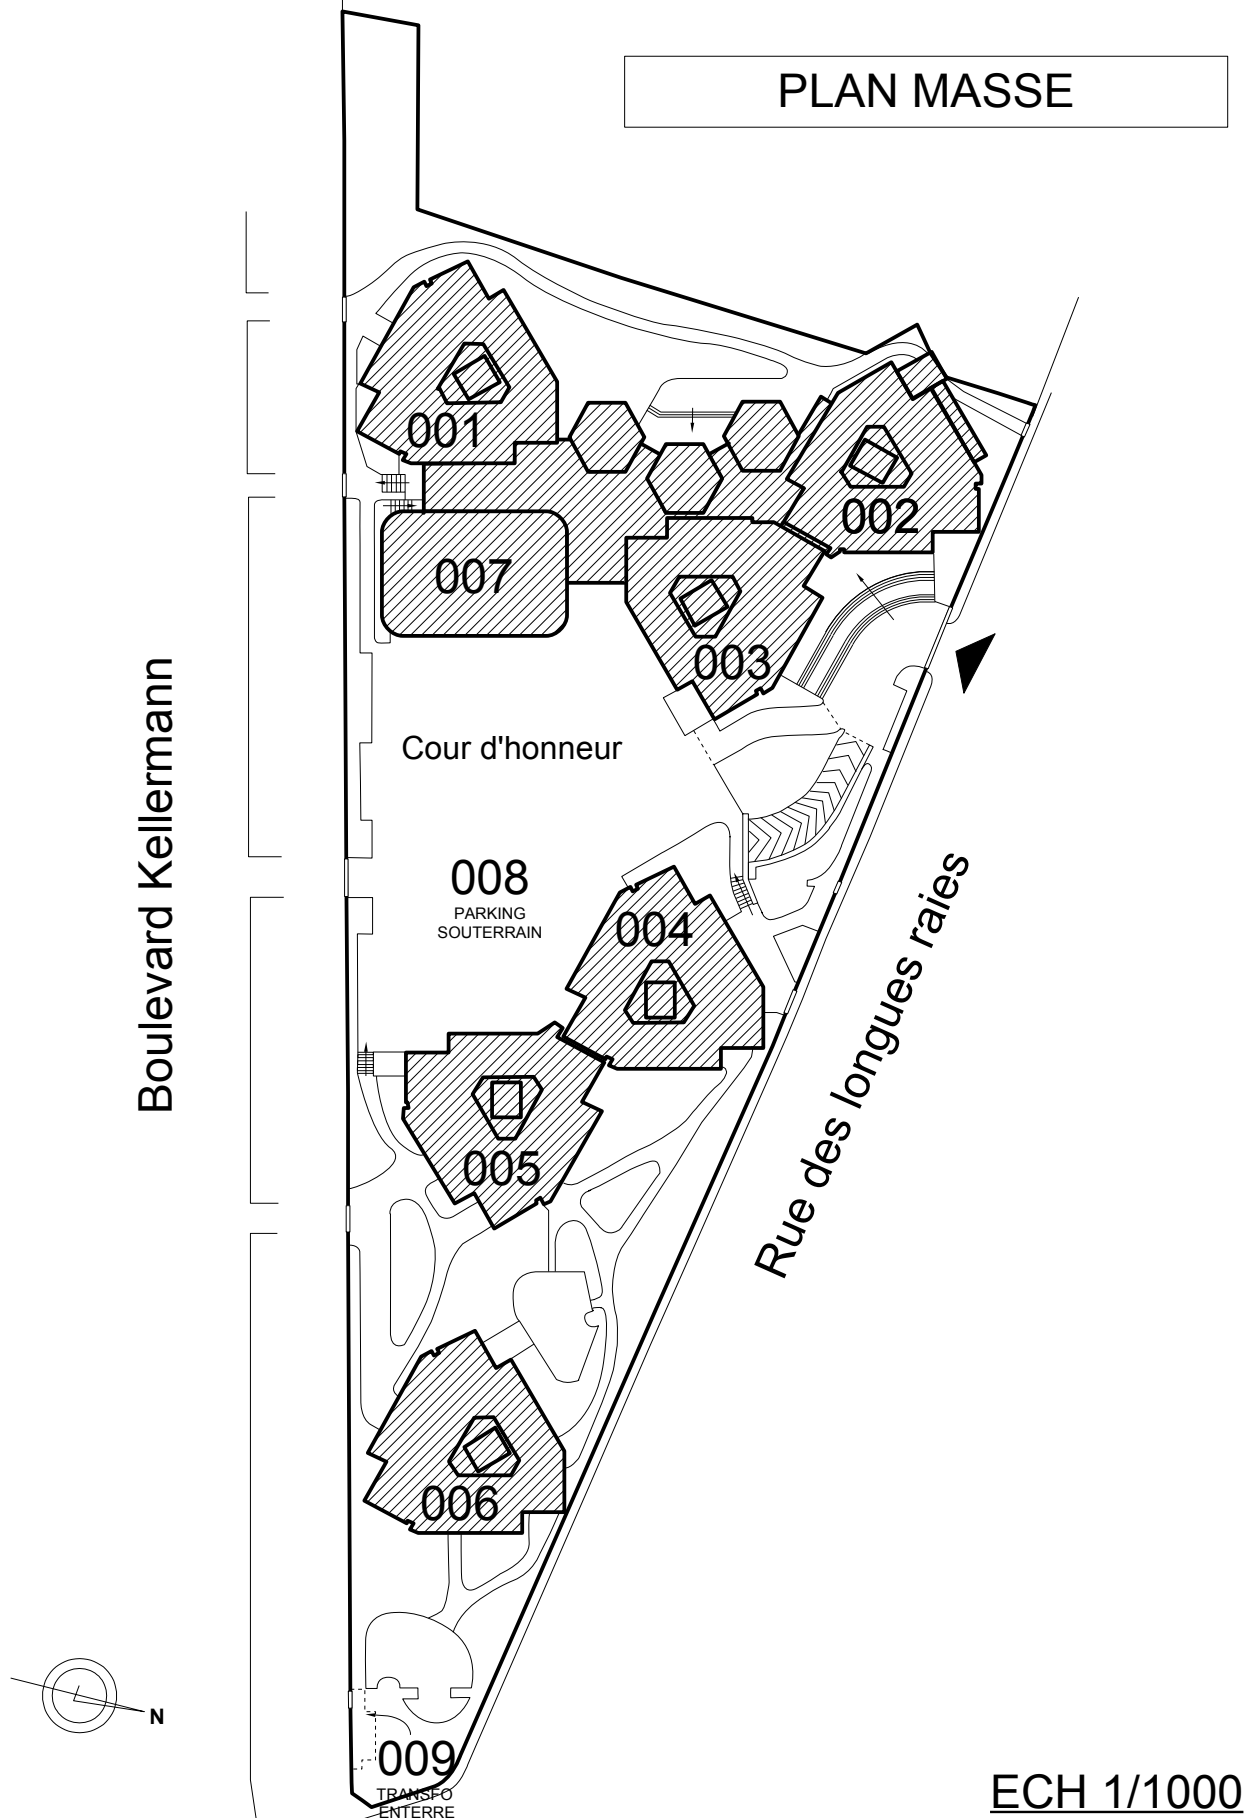 PLAN MASSE
001
002
007
003
Cour d'honneur
Boulevard Kellermann
008
PARKING
SOUTERRAIN
004
Rue des longues raies
005
006
N
009
TRANSFO
ENTERRE
ECH 1/1000